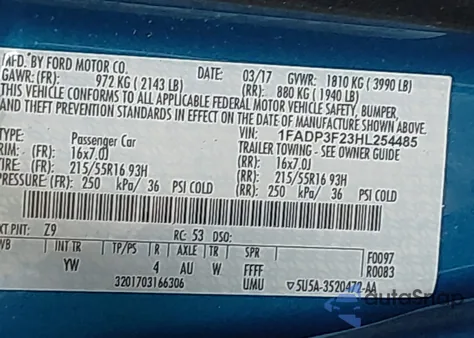 MFD. BY FORD MOTOR CO.
DATE: 03/17 GVWR: 1810 KG (3990 LB)
GAWR: (FR): 972 KG (2143 LB) (RR): 880 KG (1940 LB)
THIS VEHICLE CONFORMS TO ALL APPLICABLE FEDERAL MOTOR VEHICLE SAFETY, BUMPER,
AND THEFT PREVENTION STANDARDS IN EFFECT ON THE DATE OF MANUFACTURE SHOWN ABOVE.
VIN: 1FADP3F23HL254485
TYPE: Passenger Car TRAILER TOWING - SEE OWNER GUIDE
RIM: (FR): 16x7.0J (RR): 16x7.0J
TIRE: (FR): 215/55R16 93H (RR): 215/55R16 93H
PRESSURE: (FR): 250 kPa/ 36 PSI COLD (RR): 250 kPa/ 36 PSI COLD
EXT PNT: Z9 RC: 53 DSO:
WB INT TR TP/PS R AXLE TR SPR F0097
YW 4 AU W FFFF R0083
3201703166306 UMU 5U5A-3520472-AA
autoSnap